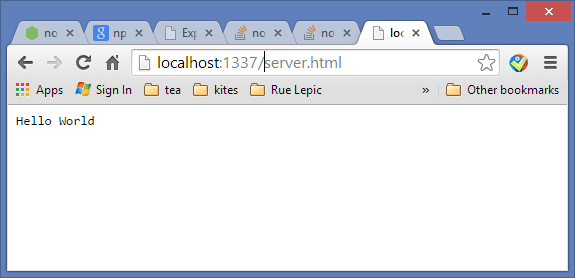 no np Exp no no loc
localhost:1337/server.html
Apps Sign In tea kites Rue Lepic » Other bookmarks
Hello World